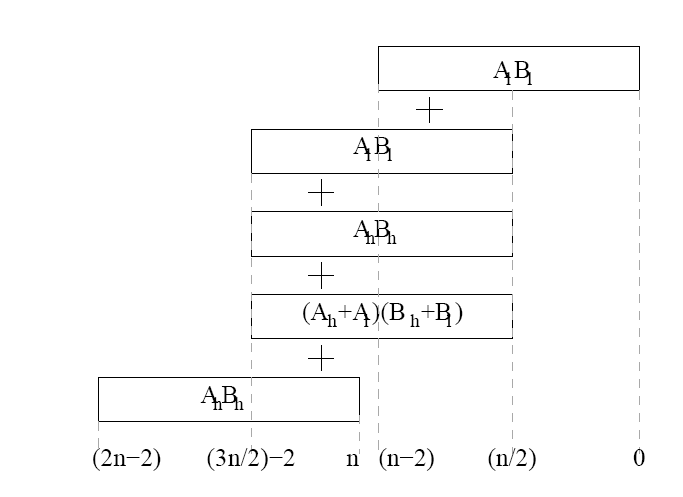 AlBl
+
AlBl
+
AhBh
+
(Ah+Al)(Bh+Bl)
+
AhBh
(2n−2) (3n/2)−2 n (n−2) (n/2) 0